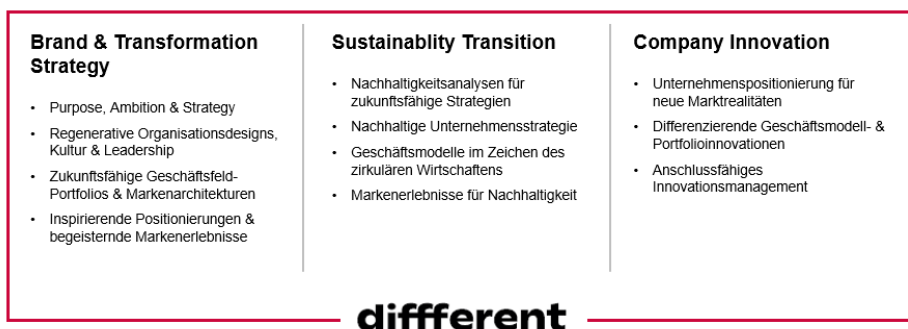 Brand & Transformation
Strategy
• Purpose, Ambition & Strategy
• Regenerative Organisationsdesigns,
Kultur & Leadership
• Zukunftsfähige Geschäftsfeld-
Portfolios & Markenarchitekturen
• Inspirierende Positionierungen &
begeisternde Markenerlebnisse
Sustainablity Transition
• Nachhaltigkeitsanalysen für
zukunftsfähige Strategien
• Nachhaltige Unternehmensstrategie
• Geschäftsmodelle im Zeichen des
zirkulären Wirtschaftens
• Markenerlebnisse für Nachhaltigkeit
Company Innovation
• Unternehmenspositionierung für
neue Marktrealitäten
• Differenzierende Geschäftsmodell- &
Portfolioinnovationen
• Anschlussfähiges
Innovationsmanagement
diffferent